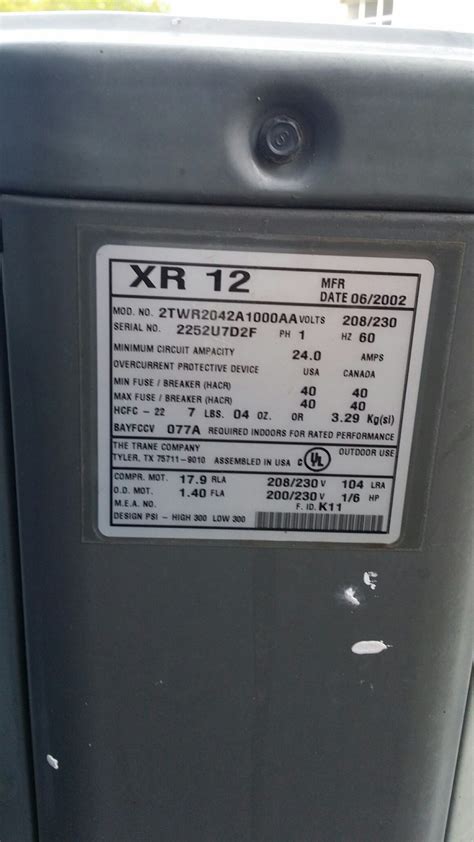 XR 12
MFR
DATE 06/2002
MOD. NO. 2TWR2042A1000AA VOLTS 208/230
SERIAL NO. 2252U7D2F PH 1 HZ 60
MINIMUM CIRCUIT AMPACITY 24.0 AMPS
OVERCURRENT PROTECTIVE DEVICE USA CANADA
MIN FUSE / BREAKER (HACR) 40 40
MAX FUSE / BREAKER (HACR) 40 40
HCFC - 22 7 LBS. 04 OZ. OR 3.29 Kg(sl)
BAYFCCV 077A REQUIRED INDOORS FOR RATED PERFORMANCE
THE TRANE COMPANY OUTDOOR USE
TYLER, TX 75711-9010 ASSEMBLED IN USA C UL
COMPR. MOT. 17.9 RLA 208/230 V 104 LRA
O.D. MOT. 1.40 FLA 200/230 V 1/6 HP
M.E.A. NO. F. ID. K11
DESIGN PSI - HIGH 300 LOW 300